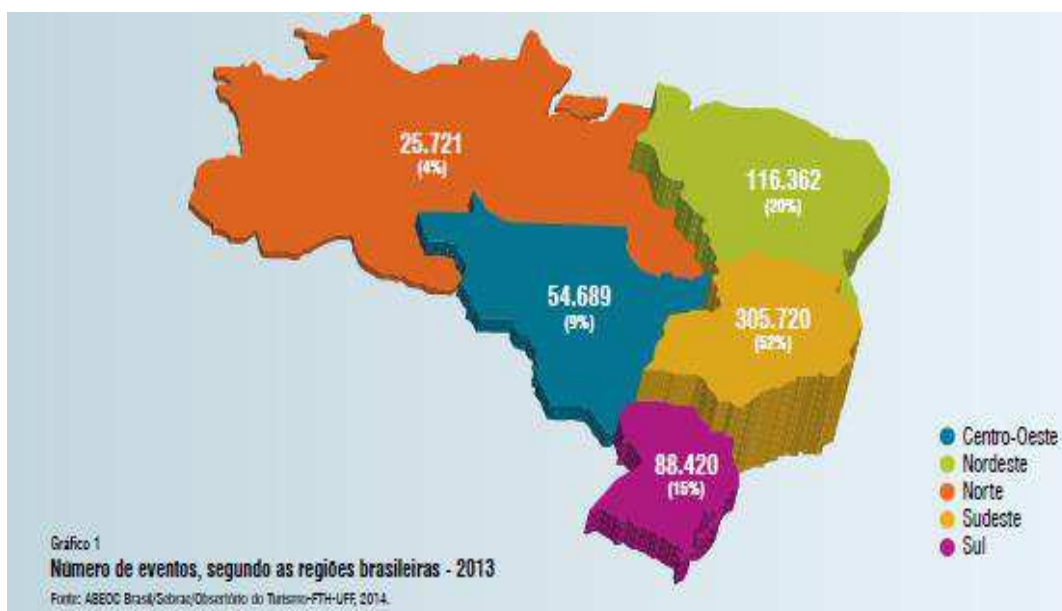 25.721
(4%)
116.362
(20%)
54.689
(9%)
305.720
(52%)
88.420
(15%)
Centro-Oeste
Nordeste
Norte
Sudeste
Sul
Gráfico 1
Número de eventos, segundo as regiões brasileiras - 2013
Fonte: ABEOC Brasil/Sebrae/Observtório do Turismo-FTH-UFF, 2014.